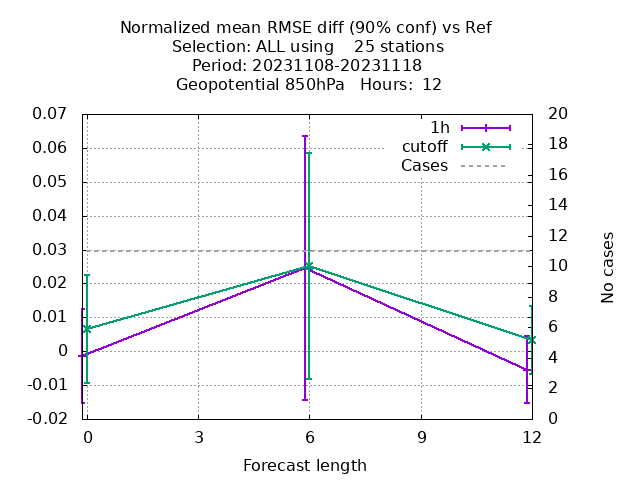 Normalized mean RMSE diff (90% conf) vs Ref
Selection: ALL using    25 stations
Period: 20231108-20231118
Geopotential 850hPa   Hours:  12
0.07
0.06
0.05
0.04
0.03
0.02
0.01
0
-0.01
-0.02
20
18
16
14
12
10
8
6
4
2
0
1h
cutoff
Cases
No cases
0
3
6
9
12
Forecast length